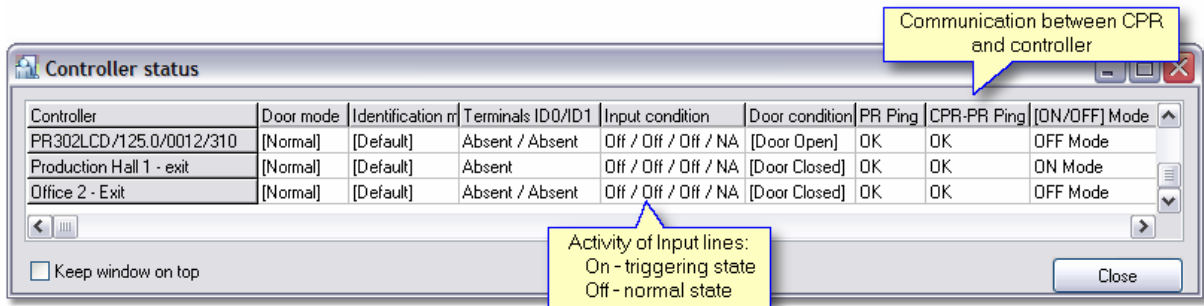 Communication between CPR
and controller
Controller status
Controller Door mode Identification m Terminals ID0/ID1 Input condition Door condition PR Ping CPR-PR Ping [ON/OFF] Mode
PR302LCD/125.0/0012/310 [Normal] [Default] Absent / Absent Off / Off / Off / NA [Door Open] OK OK OFF Mode
Production Hall 1 - exit [Normal] [Default] Absent Off / Off / Off / NA [Door Closed] OK OK ON Mode
Office 2 - Exit [Normal] [Default] Absent / Absent Off / Off / Off / NA [Door Closed] OK OK OFF Mode
Activity of Input lines:
On - triggering state
Off - normal state
Keep window on top
Close